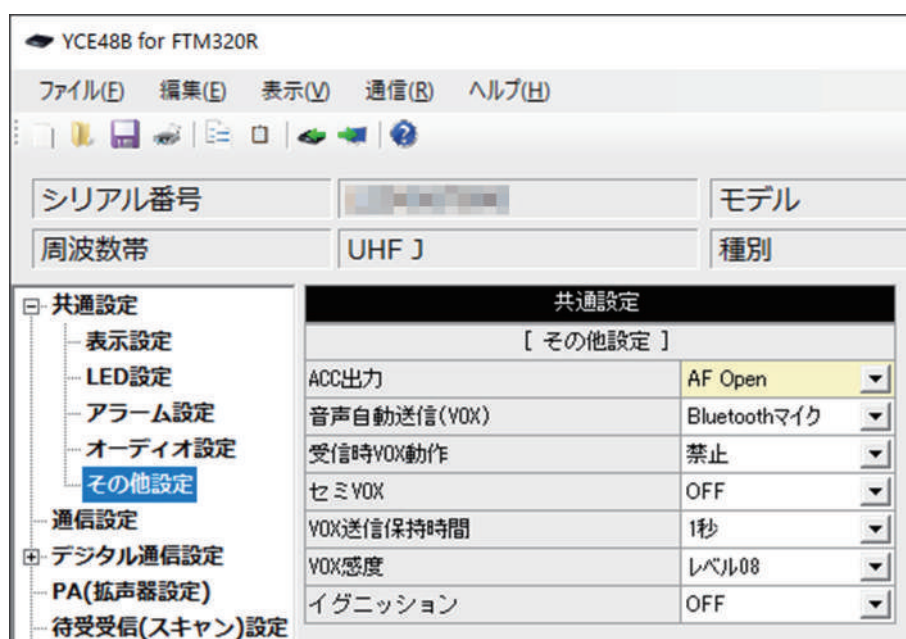 YCE48B for FTM320R
ファイル(F) 編集(E) 表示(V) 通信(R) ヘルプ(H)
シリアル番号 モデル
周波数帯 UHF J 種別
共通設定
表示設定
LED設定
アラーム設定
オーディオ設定
その他設定
通信設定
デジタル通信設定
PA(拡声器設定)
待受受信(スキャン)設定
共通設定
[ その他設定 ]
ACC出力 AF Open
音声自動送信(VOX) Bluetoothマイク
受信時VOX動作 禁止
セミVOX OFF
VOX送信保持時間 1秒
VOX感度 レベル08
イグニッション OFF